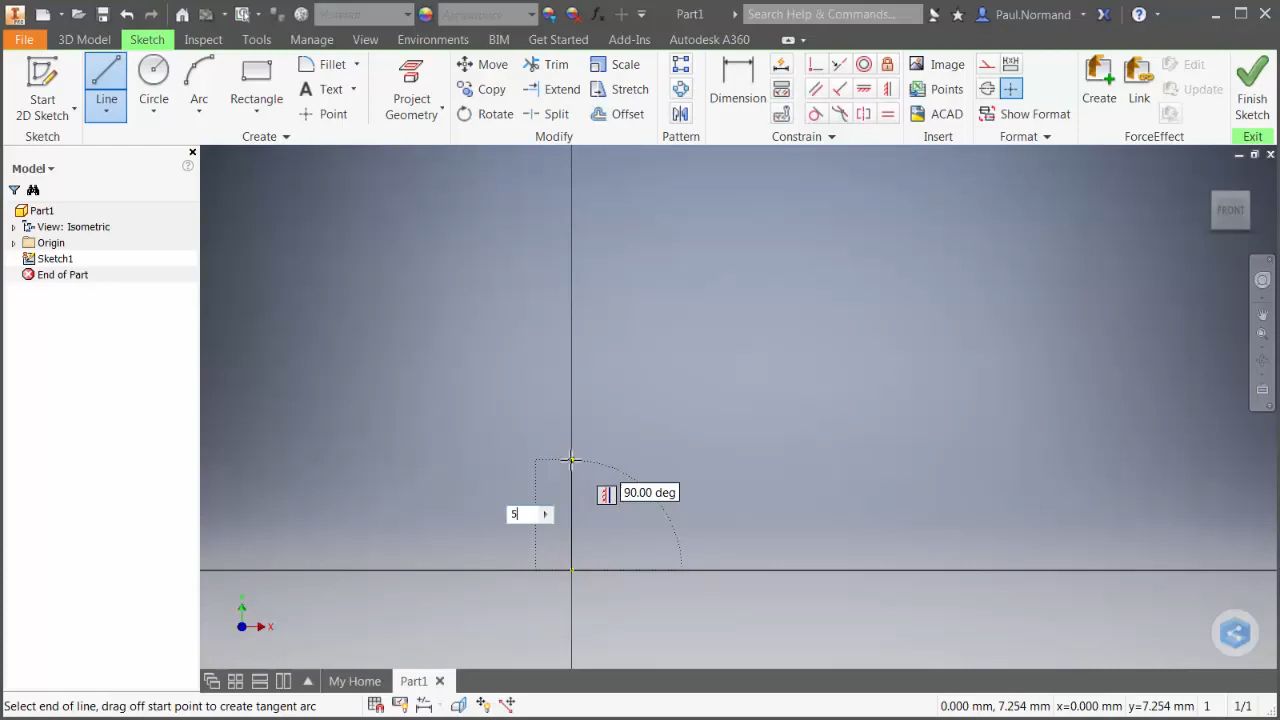 Part1
Search Help & Commands...
Paul.Normand
File
3D Model
Sketch
Inspect
Tools
Manage
View
Environments
BIM
Get Started
Add-Ins
Autodesk A360
Start
2D Sketch
Line
Circle
Arc
Rectangle
Fillet
Text
Point
Project
Geometry
Move
Copy
Rotate
Trim
Extend
Split
Scale
Stretch
Offset
Dimension
Image
Points
ACAD
Show Format
Create
Link
Edit
Update
Finish
Sketch
Sketch
Create
Modify
Pattern
Constrain
Insert
Format
ForceEffect
Exit
Model
Part1
View: Isometric
Origin
Sketch1
End of Part
FRONT
90.00 deg
5
X
My Home
Part1
Select end of line, drag off start point to create tangent arc
0.000 mm, 7.254 mm
x=0.000 mm
y=7.254 mm
1
1/1